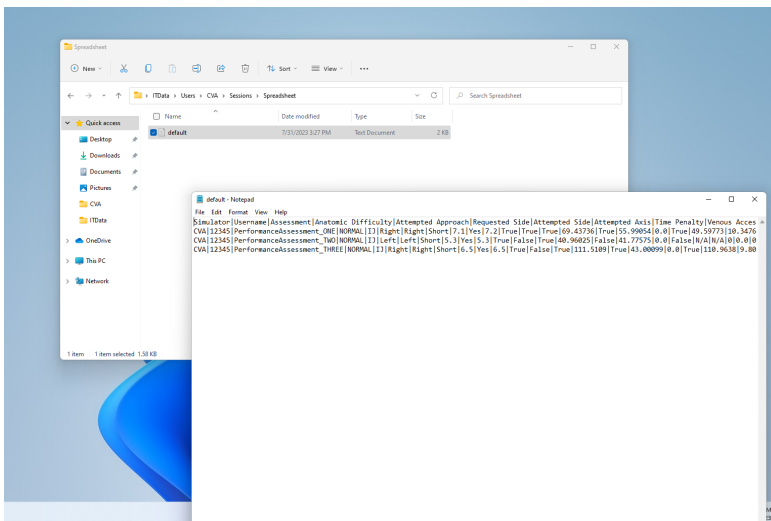 Spreadsheet
New
Sort
View
ITData > Users > CVA > Sessions > Spreadsheet
Search Spreadsheet
Quick access
Desktop
Downloads
Documents
Pictures
CVA
ITData
OneDrive
This PC
Network
Name
Date modified
Type
Size
default
7/31/2023 3:27 PM
Text Document
2 KB
1 item
1 item selected 1.58 KB
default - Notepad
File Edit Format View Help
Simulator|Username|Assessment|Anatomic Difficulty|Attempted Approach|Requested Side|Attempted Side|Attempted Axis|Time Penalty|Venous Acces
CVA|12345|PerformanceAssessment_ONE|NORMAL|IJ|Right|Right|Short|7.1|Yes|7.2|True|True|True|69.43736|True|55.99054|0.0|True|49.59773|10.3476
CVA|12345|PerformanceAssessment_TWO|NORMAL|IJ|Left|Left|Short|5.3|Yes|5.3|True|False|True|40.96025|False|41.77575|0.0|False|N/A|N/A|0|0.0|0
CVA|12345|PerformanceAssessment_THREE|NORMAL|IJ|Right|Right|Short|6.5|Yes|6.5|True|False|True|111.5109|True|43.00099|0.0|True|110.9638|9.80